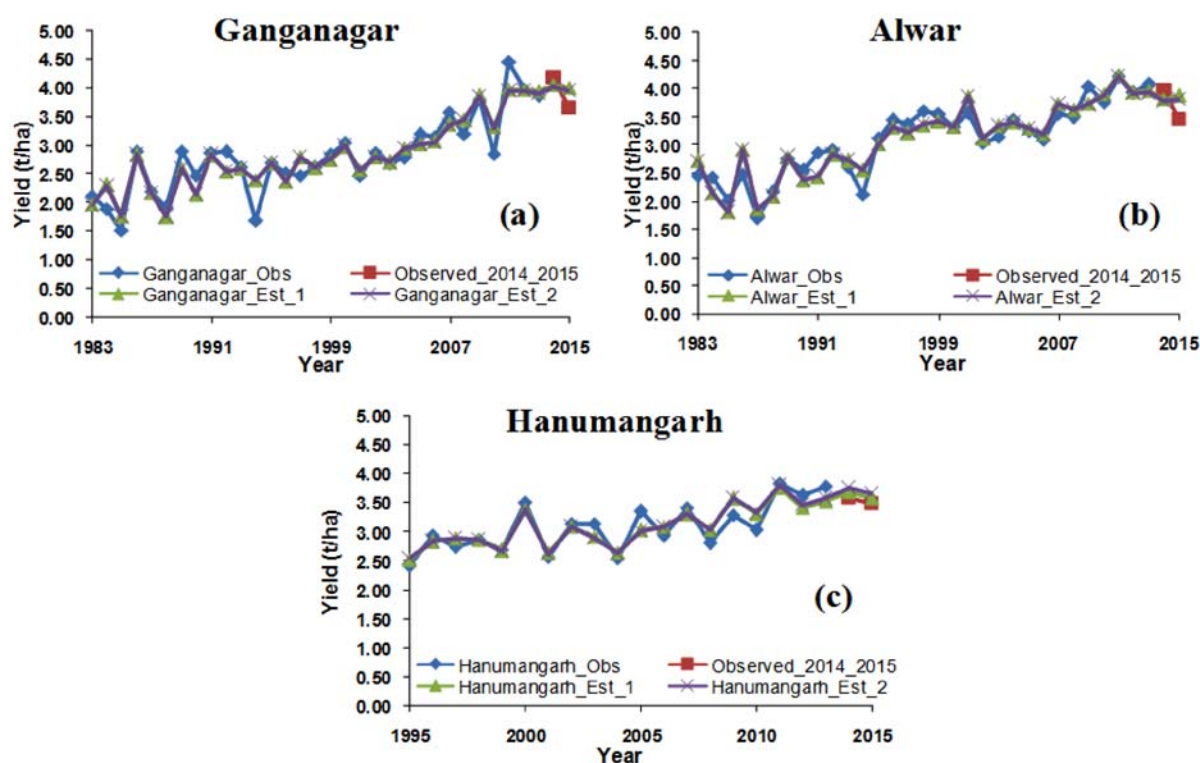 Ganganagar
5.00
4.50
4.00
3.50
3.00
2.50
2.00
1.50
1.00
0.50
0.00
Yield (t/ha)
(a)
Ganganagar_Obs
Observed_2014_2015
Ganganagar_Est_1
Ganganagar_Est_2
1983
1991
1999
2007
2015
Year
Alwar
5.00
4.50
4.00
3.50
3.00
2.50
2.00
1.50
1.00
0.50
0.00
Yield (t/ha)
(b)
Alwar_Obs
Observed_2014_2015
Alwar_Est_1
Alwar_Est_2
1983
1991
1999
2007
2015
Year
Hanumangarh
5.00
4.50
4.00
3.50
3.00
2.50
2.00
1.50
1.00
0.50
0.00
Yield (t/ha)
(c)
Hanumangarh_Obs
Observed_2014_2015
Hanumangarh_Est_1
Hanumangarh_Est_2
1995
2000
2005
2010
2015
Year